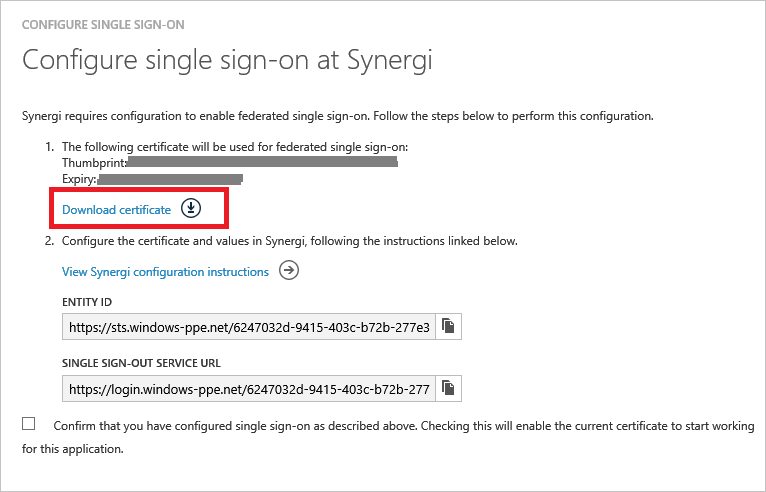 CONFIGURE SINGLE SIGN-ON
Configure single sign-on at Synergi
Synergi requires configuration to enable federated single sign-on. Follow the steps below to perform this configuration.
1. The following certificate will be used for federated single sign-on:
Thumbprint:
Expiry:
Download certificate
2. Configure the certificate and values in Synergi, following the instructions linked below.
View Synergi configuration instructions
ENTITY ID
https://sts.windows-ppe.net/6247032d-9415-403c-b72b-277e3
SINGLE SIGN-OUT SERVICE URL
https://login.windows-ppe.net/6247032d-9415-403c-b72b-277
Confirm that you have configured single sign-on as described above. Checking this will enable the current certificate to start working
for this application.